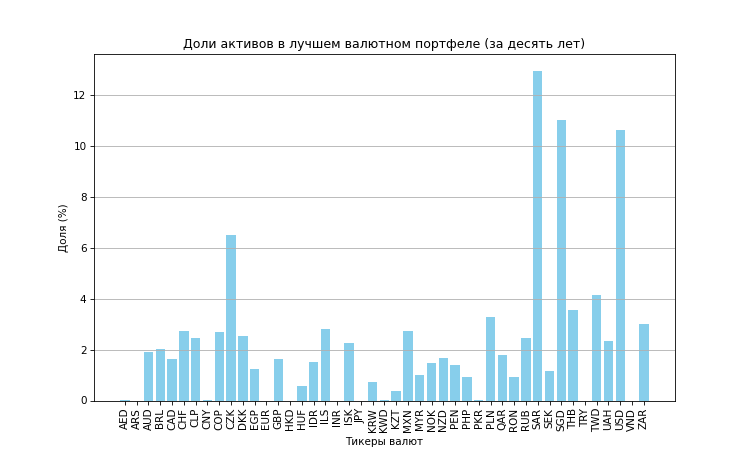 Доли активов в лучшем валютном портфеле (за десять лет)
Доля (%)
12
10
8
6
4
2
0
AED ARS AUD BRL CAD CHF CLP CNY COP CZK DKK EGP EUR GBP HKD HUF IDR ILS INR ISK JPY KRW KWD KZT MXN MYR NOK NZD PEN PHP PKR PLN QAR RON RUB SAR SEK SGD THB TRY TWD UAH USD VND ZAR
Тикеры валют